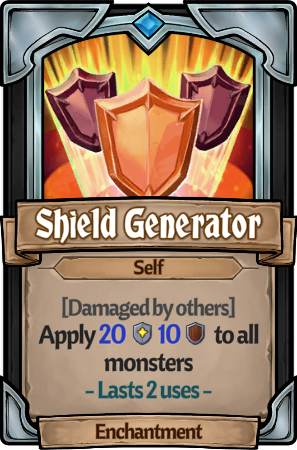 Shield Generator
Self
[Damaged by others]
Apply 20 10 to all
monsters
- Lasts 2 uses -
Enchantment